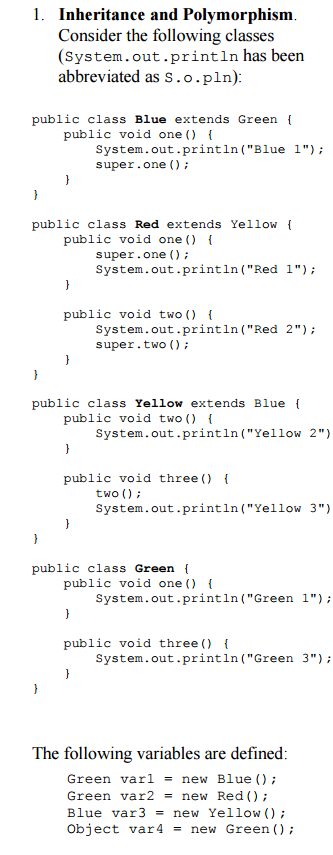 1. Inheritance and Polymorphism.
Consider the following classes
(System.out.println has been
abbreviated as S.o.pln):
public class Blue extends Green {
public void one() {
System.out.println("Blue 1");
super.one();
}
}
public class Red extends Yellow {
public void one() {
super.one();
System.out.println("Red 1");
}
public void two() {
System.out.println("Red 2");
super.two();
}
}
public class Yellow extends Blue {
public void two() {
System.out.println("Yellow 2")
}
public void three() {
two();
System.out.println("Yellow 3")
}
}
public class Green {
public void one() {
System.out.println("Green 1");
}
public void three() {
System.out.println("Green 3");
}
}
The following variables are defined:
Green var1 = new Blue();
Green var2 = new Red();
Blue var3 = new Yellow();
Object var4 = new Green();